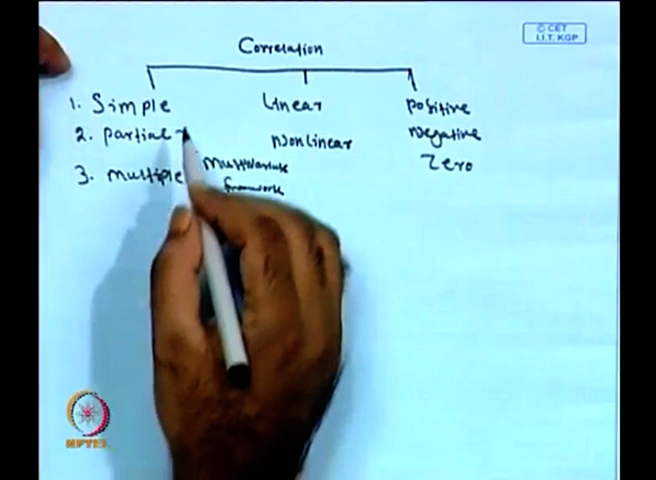 © CET
I.I.T. KGP
Correlation
1. Simple Linear Positive
2. Partial Nonlinear Negative
3. Multiple Multivariate Zero
framework
NPTEL